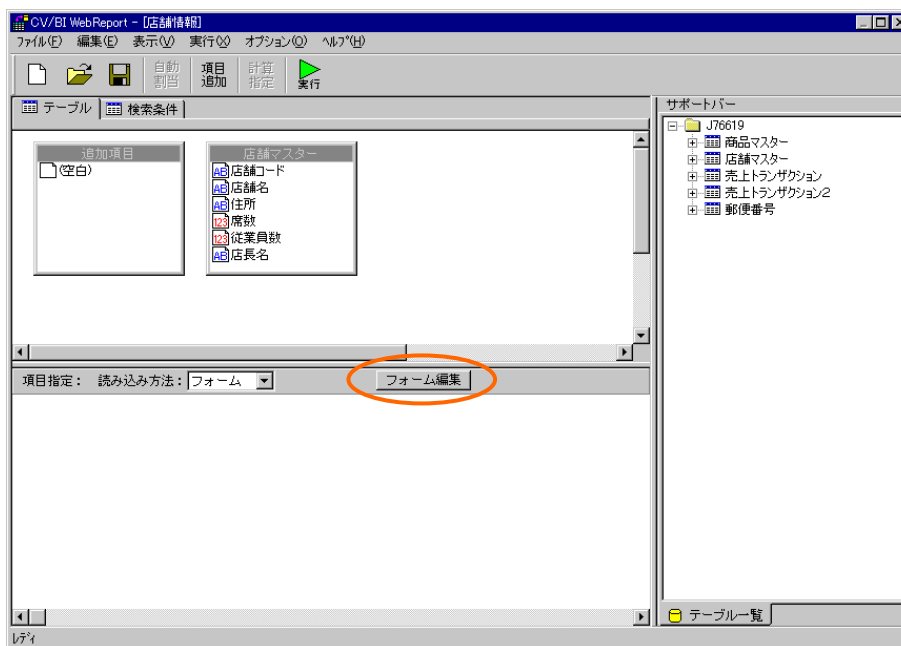 CV/BI WebReport - [店舗情報]
ファイル(F) 編集(E) 表示(V) 実行(X) オプション(O) ヘルプ(H)
自動割当 項目追加 計算指定 実行
テーブル 検索条件
追加項目
(空白)
店舗マスター
AB 店舗コード
AB 店舗名
AB 住所
123 席数
123 従業員数
AB 店長名
項目指定： 読み込み方法： フォーム フォーム編集
レディ
サポートバー
J76619
商品マスター
店舗マスター
売上トランザクション
売上トランザクション2
郵便番号
テーブル一覧